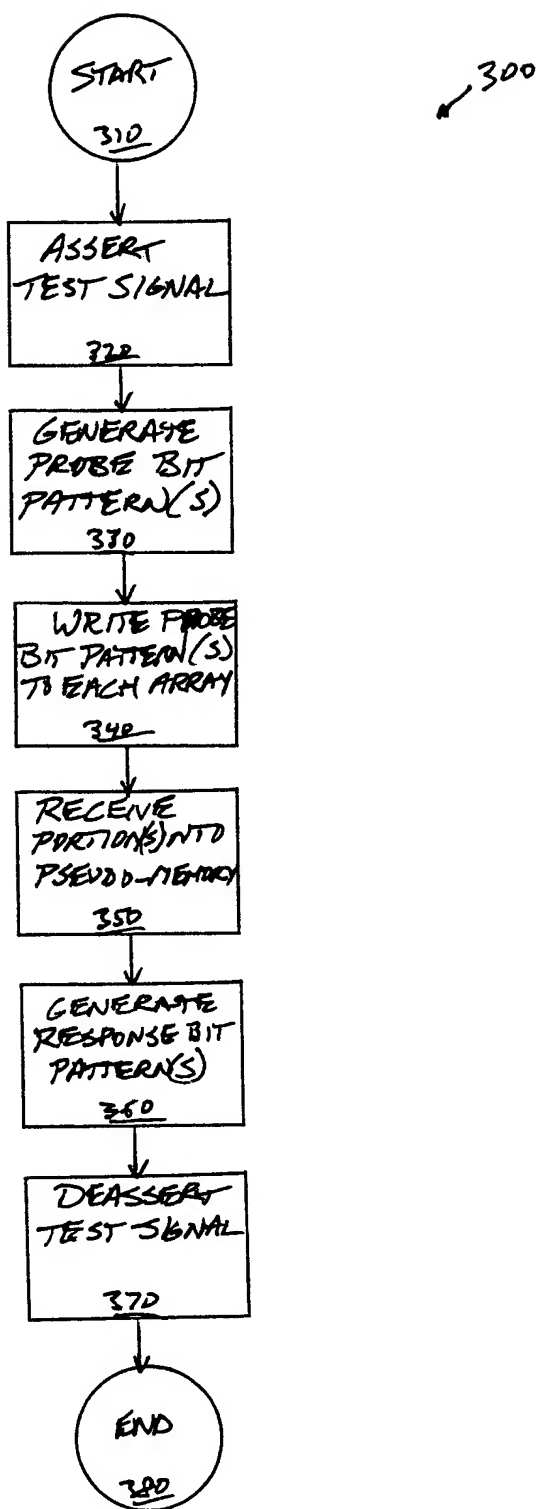 START
310
300
ASSERT
TEST SIGNAL
320
GENERATE
PROBE BIT
PATTERN(S)
330
WRITE PROBE
BIT PATTERN(S)
TO EACH ARRAY
340
RECEIVE
PORTION(S) INTO
PSEUDO-MEMORY
350
GENERATE
RESPONSE BIT
PATTERN(S)
360
DEASSERT
TEST SIGNAL
370
END
380